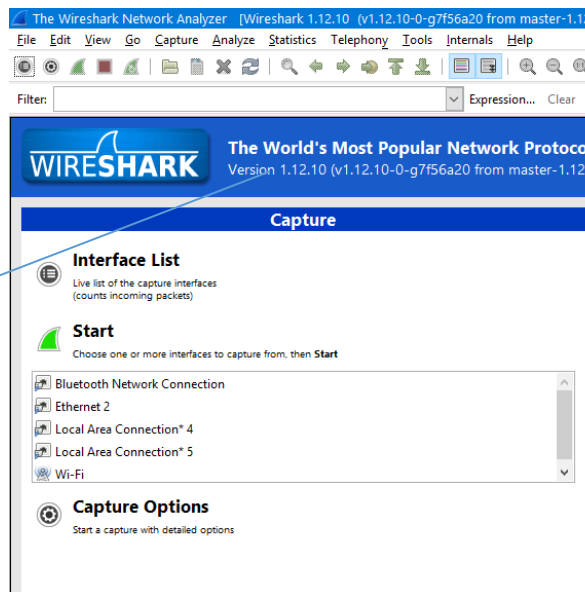 The Wireshark Network Analyzer [Wireshark 1.12.10 (v1.12.10-0-g7f56a20 from master-1.1
File Edit View Go Capture Analyze Statistics Telephony Tools Internals Help
Filter: Expression... Clear
WIRESHARK
The World's Most Popular Network Protoco
Version 1.12.10 (v1.12.10-0-g7f56a20 from master-1.12
Capture
Interface List
Live list of the capture interfaces
(counts incoming packets)
Start
Choose one or more interfaces to capture from, then Start
Bluetooth Network Connection
Ethernet 2
Local Area Connection* 4
Local Area Connection* 5
Wi-Fi
Capture Options
Start a capture with detailed options